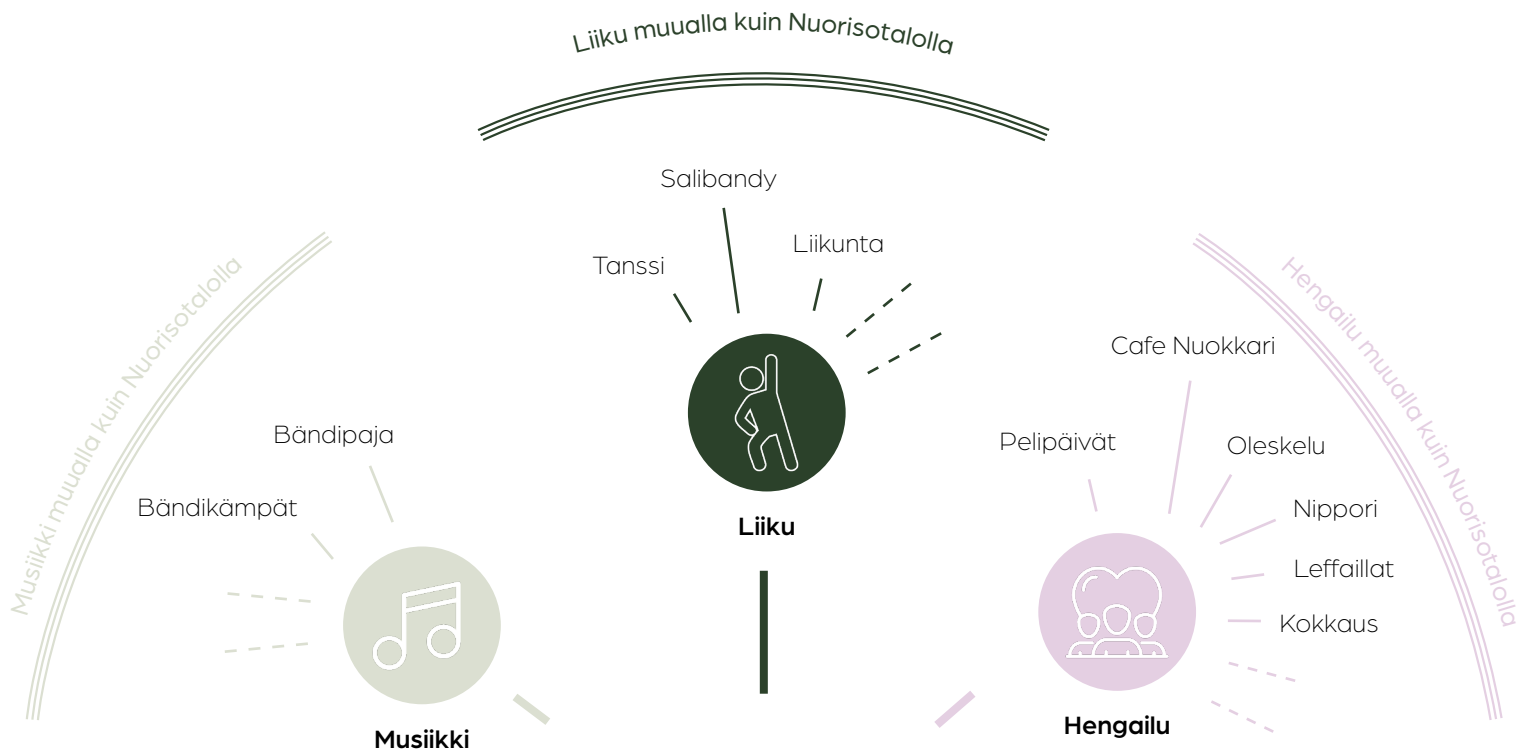 Liiku muualla kuin Nuorisotalolla
Salibandy
Liikunta
Tanssi
Musiikki muualla kuin Nuorisotalolla
Hengailu muualla kuin Nuorisotalolla
Cafe Nuokkari
Bändipaja
Pelipäivät
Oleskelu
Bändikämpät
Nippori
Liiku
Leffaillat
Kokkaus
Hengailu
Musiikki